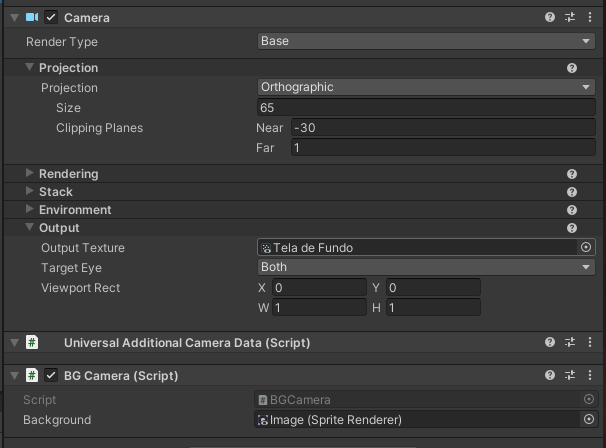 Camera
Render Type Base
Projection
Projection Orthographic
Size 65
Clipping Planes Near -30
Far 1
Rendering
Stack
Environment
Output
Output Texture Tela de Fundo
Target Eye Both
Viewport Rect X 0 Y 0
W 1 H 1
# Universal Additional Camera Data (Script)
# BG Camera (Script)
Script # BGCamera
Background Image (Sprite Renderer)